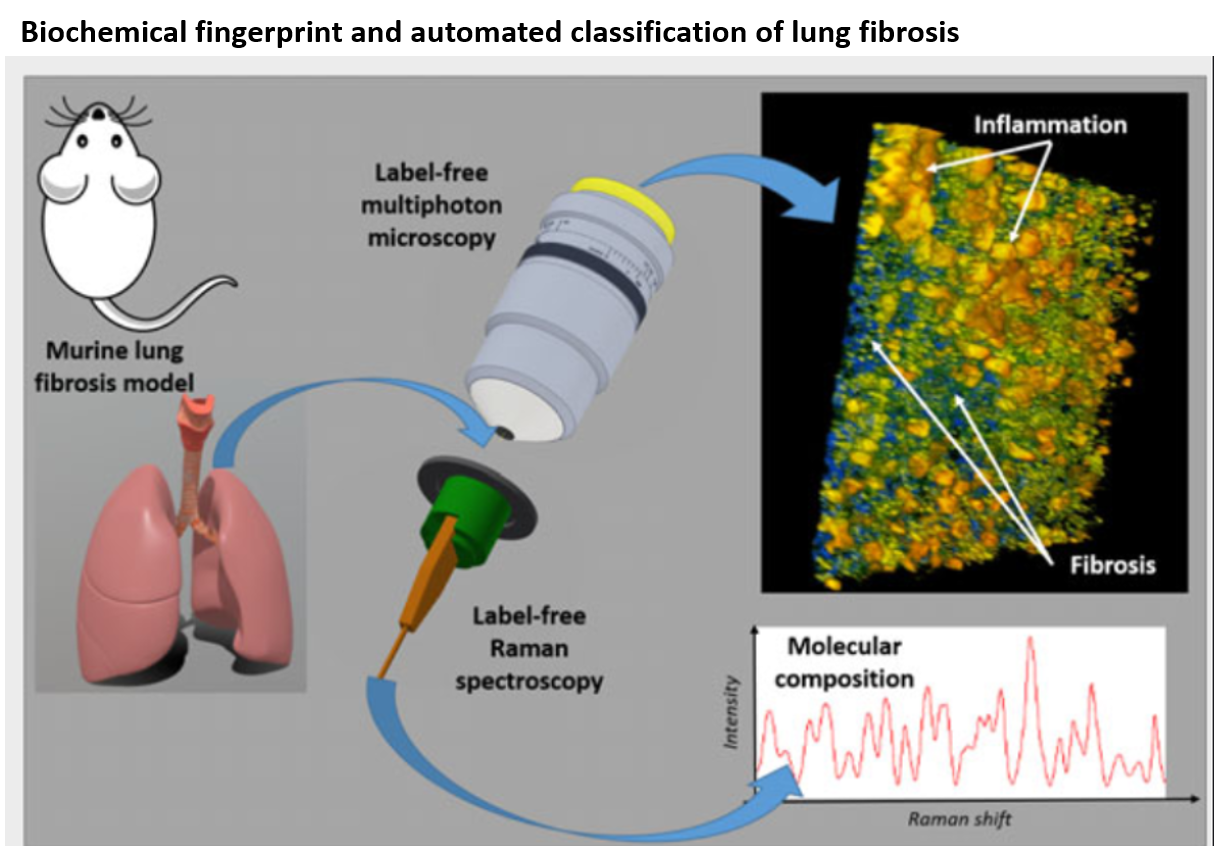 Biochemical fingerprint and automated classification of lung fibrosis
Label-free
multiphoton
microscopy
Inflammation
Murine lung
fibrosis model
Fibrosis
Label-free
Raman
spectroscopy
Molecular
composition
Intensity
Raman shift